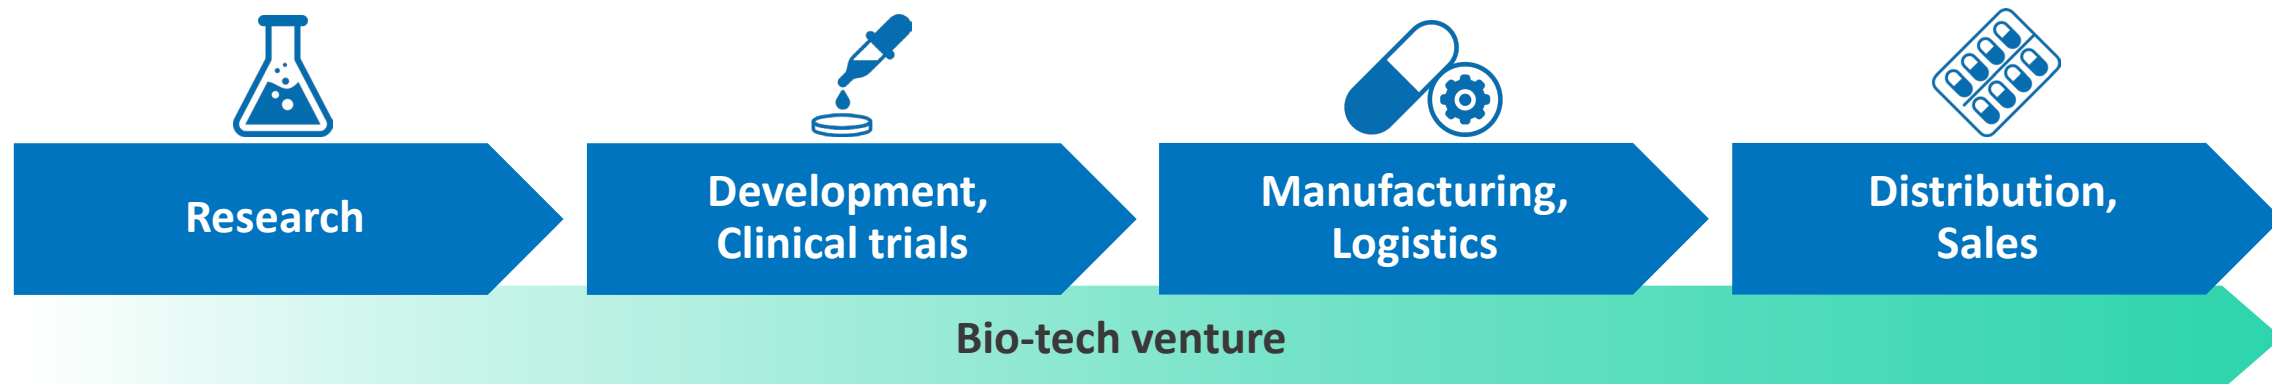 Research
Development,
Clinical trials
Manufacturing,
Logistics
Distribution,
Sales
Bio-tech venture